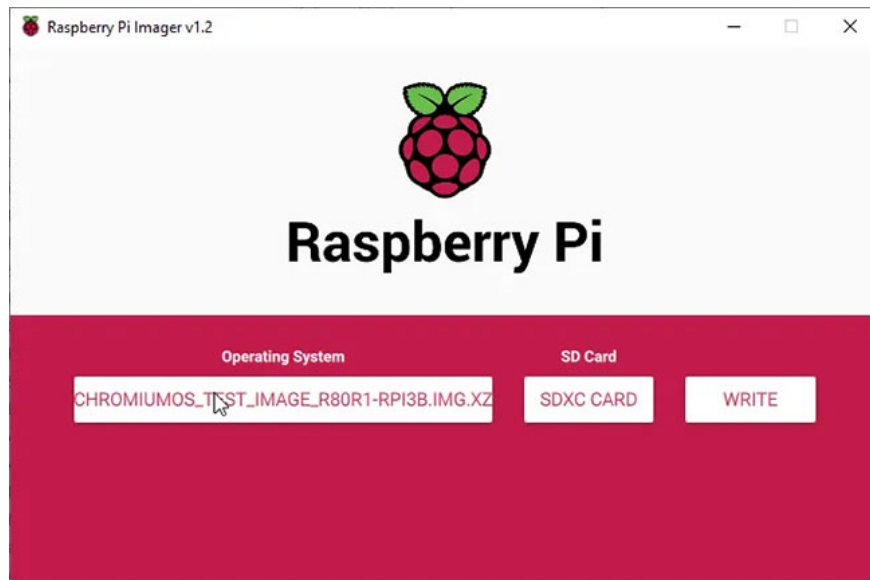 Raspberry Pi Imager v1.2
Raspberry Pi
Operating System SD Card
CHROMIUMOS_TEST_IMAGE_R80R1-RPI3B.IMG.XZ SDXC CARD WRITE